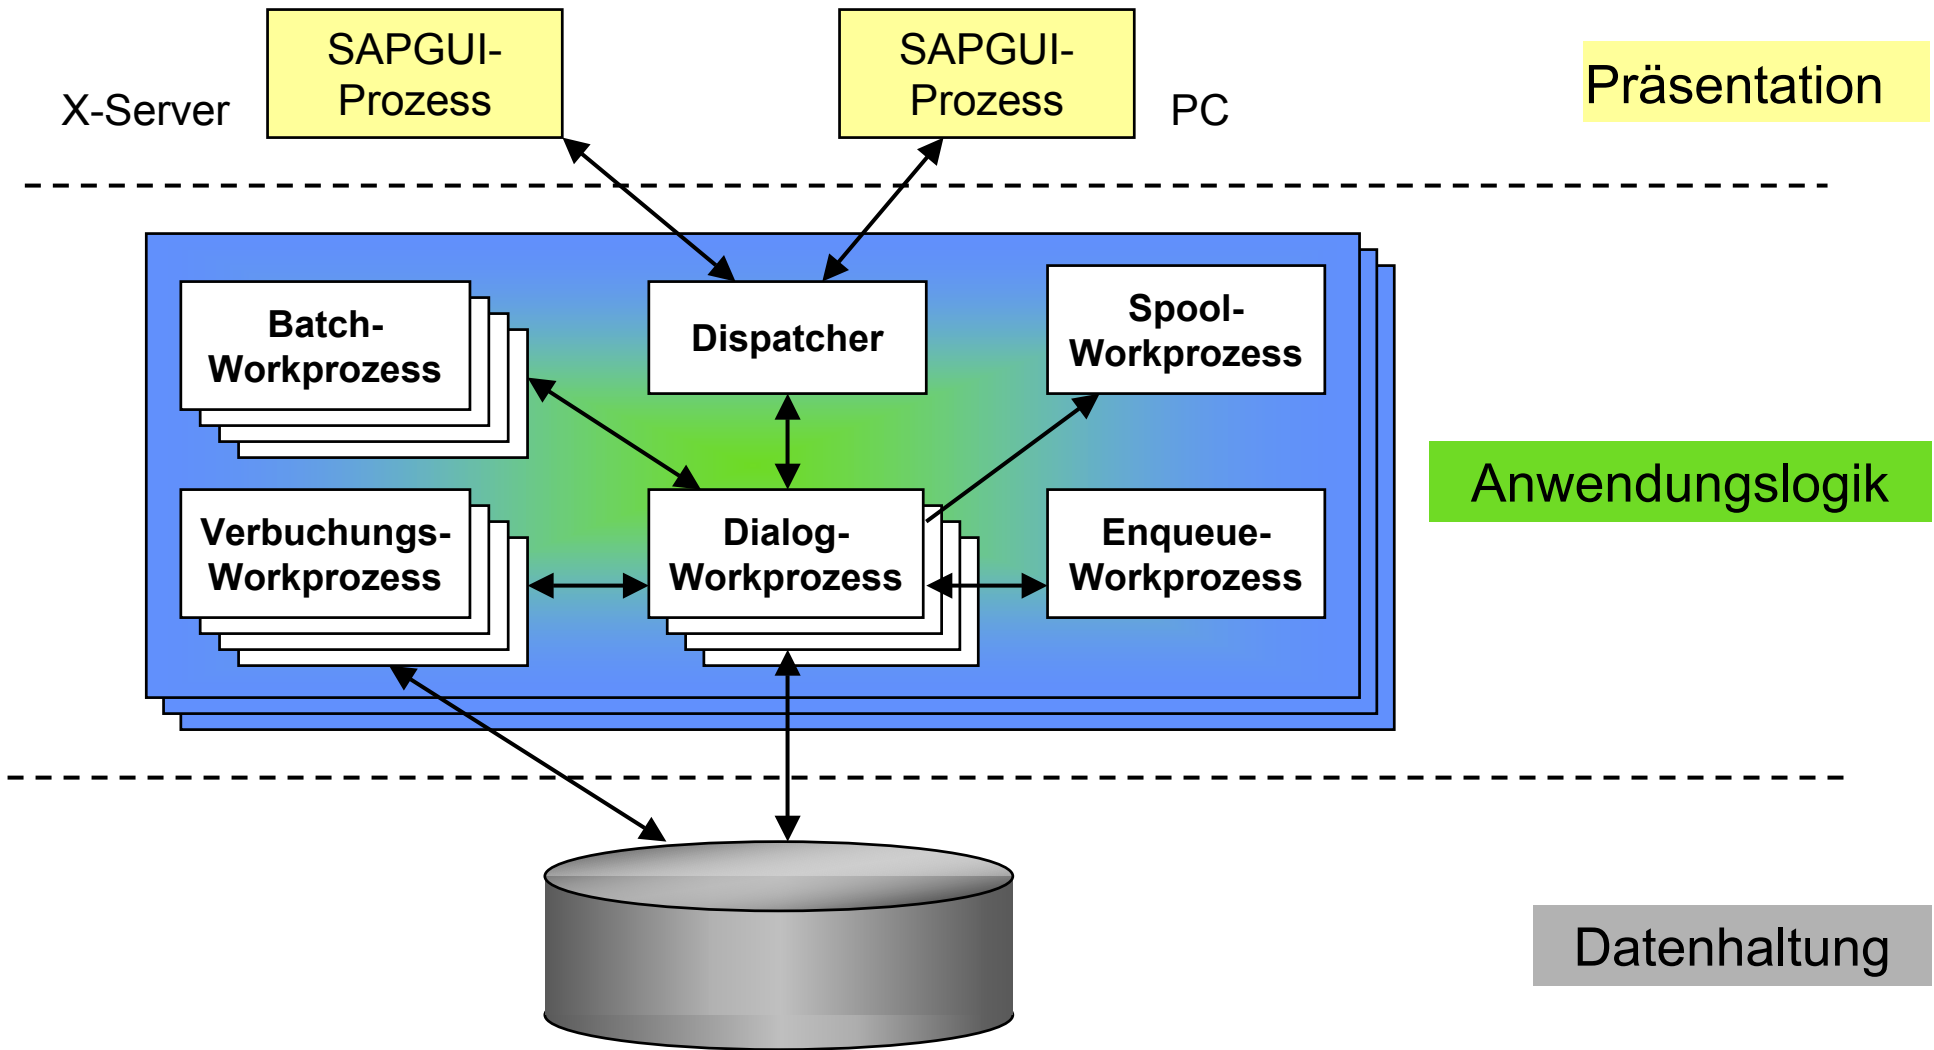 SAPGUI-
Prozess
SAPGUI-
Prozess
X-Server
PC
Präsentation
Batch-
Workprozess
Dispatcher
Spool-
Workprozess
Anwendungslogik
Verbuchungs-
Workprozess
Dialog-
Workprozess
Enqueue-
Workprozess
Datenhaltung